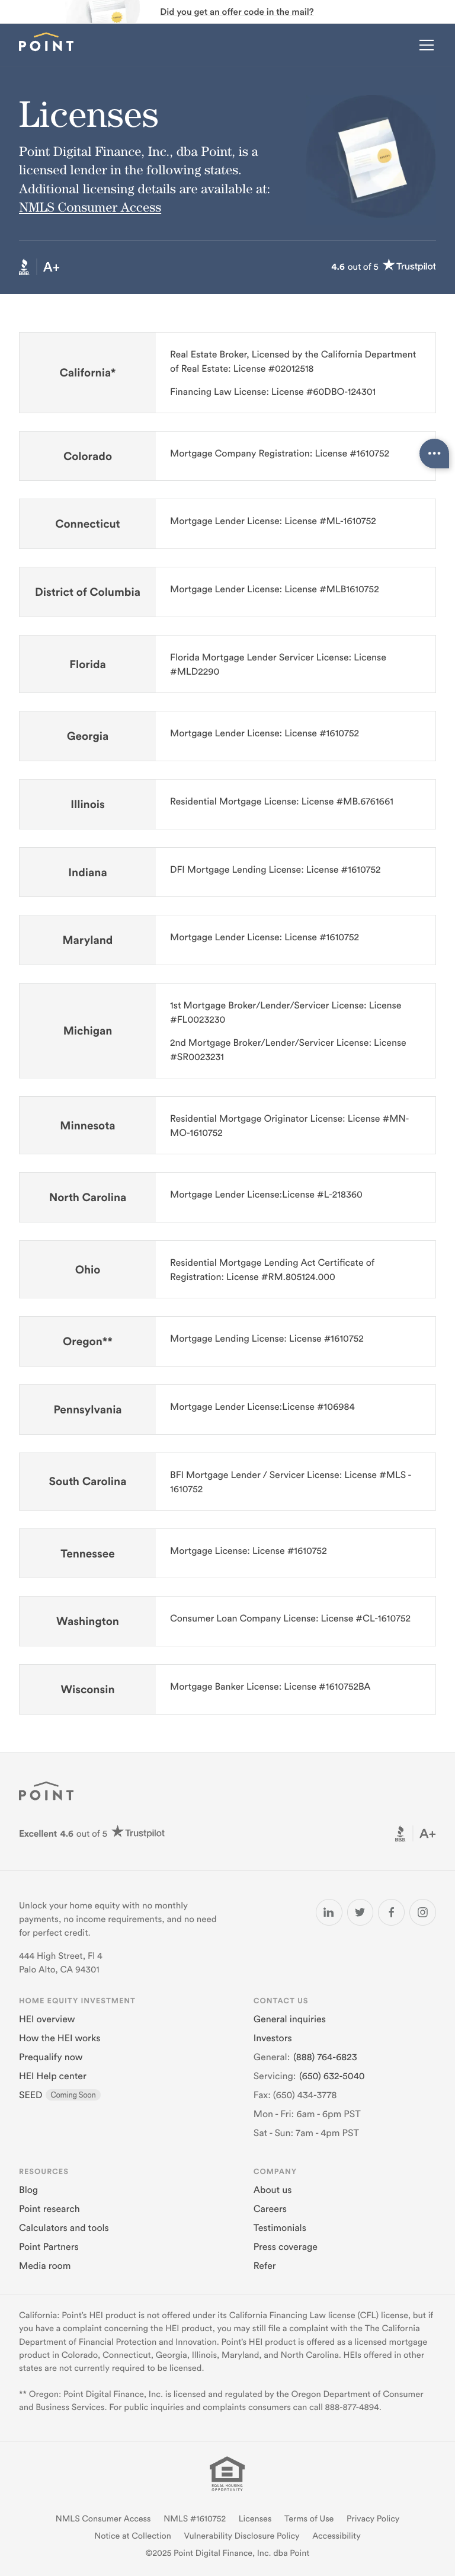 Did you get an offer code in the mail?
POINT
Licenses
Point Digital Finance, Inc., dba Point, is a
licensed lender in the following states.
Additional licensing details are available at:
NMLS Consumer Access
BBB A+
4.6 out of 5 Trustpilot
California*
Real Estate Broker, Licensed by the California Department
of Real Estate: License #02012518
Financing Law License: License #60DBO-124301
Colorado
Mortgage Company Registration: License #1610752
Connecticut
Mortgage Lender License: License #ML-1610752
District of Columbia
Mortgage Lender License: License #MLB1610752
Florida
Florida Mortgage Lender Servicer License: License
#MLD2290
Georgia
Mortgage Lender License: License #1610752
Illinois
Residential Mortgage License: License #MB.6761661
Indiana
DFI Mortgage Lending License: License #1610752
Maryland
Mortgage Lender License: License #1610752
Michigan
1st Mortgage Broker/Lender/Servicer License: License
#FL0023230
2nd Mortgage Broker/Lender/Servicer License: License
#SR0023231
Minnesota
Residential Mortgage Originator License: License #MN-
MO-1610752
North Carolina
Mortgage Lender License:License #L-218360
Ohio
Residential Mortgage Lending Act Certificate of
Registration: License #RM.805124.000
Oregon**
Mortgage Lending License: License #1610752
Pennsylvania
Mortgage Lender License:License #106984
South Carolina
BFI Mortgage Lender / Servicer License: License #MLS -
1610752
Tennessee
Mortgage License: License #1610752
Washington
Consumer Loan Company License: License #CL-1610752
Wisconsin
Mortgage Banker License: License #1610752BA
POINT
Excellent 4.6 out of 5 Trustpilot
BBB A+
Unlock your home equity with no monthly
payments, no income requirements, and no need
for perfect credit.
444 High Street, Fl 4
Palo Alto, CA 94301
HOME EQUITY INVESTMENT
HEI overview
How the HEI works
Prequalify now
HEI Help center
SEED Coming Soon
CONTACT US
General inquiries
Investors
General: (888) 764-6823
Servicing: (650) 632-5040
Fax: (650) 434-3778
Mon - Fri: 6am - 6pm PST
Sat - Sun: 7am - 4pm PST
RESOURCES
Blog
Point research
Calculators and tools
Point Partners
Media room
COMPANY
About us
Careers
Testimonials
Press coverage
Refer
California: Point's HEI product is not offered under its California Financing Law license (CFL) license, but if
you have a complaint concerning the HEI product, you may still file a complaint with the The California
Department of Financial Protection and Innovation. Point's HEI product is offered as a licensed mortgage
product in Colorado, Connecticut, Georgia, Illinois, Maryland, and North Carolina. HEIs offered in other
states are not currently required to be licensed.
** Oregon: Point Digital Finance, Inc. is licensed and regulated by the Oregon Department of Consumer
and Business Services. For public inquiries and complaints consumers can call 888-877-4894.
EQUAL HOUSING
OPPORTUNITY
NMLS Consumer Access NMLS #1610752 Licenses Terms of Use Privacy Policy
Notice at Collection Vulnerability Disclosure Policy Accessibility
©2025 Point Digital Finance, Inc. dba Point